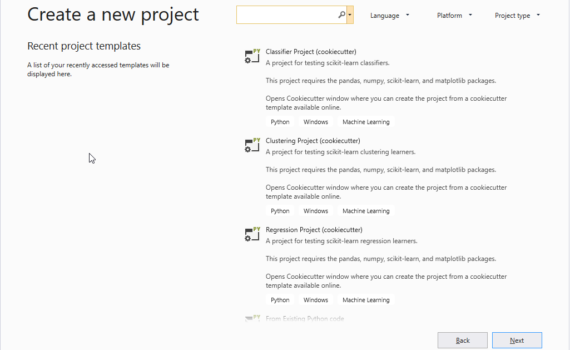 Create a new project
Language
Platform
Project type
Recent project templates
A list of your recently accessed templates will be
displayed here.
Classifier Project (cookiecutter)
A project for testing scikit-learn classifiers.
This project requires the pandas, numpy, scikit-learn, and matplotlib packages.
Opens Cookiecutter window where you can create the project from a cookiecutter
template available online.
Python Windows Machine Learning
Clustering Project (cookiecutter)
A project for testing scikit-learn clustering learners.
This project requires the pandas, numpy, scikit-learn, and matplotlib packages.
Opens Cookiecutter window where you can create the project from a cookiecutter
template available online.
Python Windows Machine Learning
Regression Project (cookiecutter)
A project for testing scikit-learn regression learners.
This project requires the pandas, numpy, scikit-learn, and matplotlib packages.
Opens Cookiecutter window where you can create the project from a cookiecutter
template available online.
Python Windows Machine Learning
From Existing Python code
Back
Next